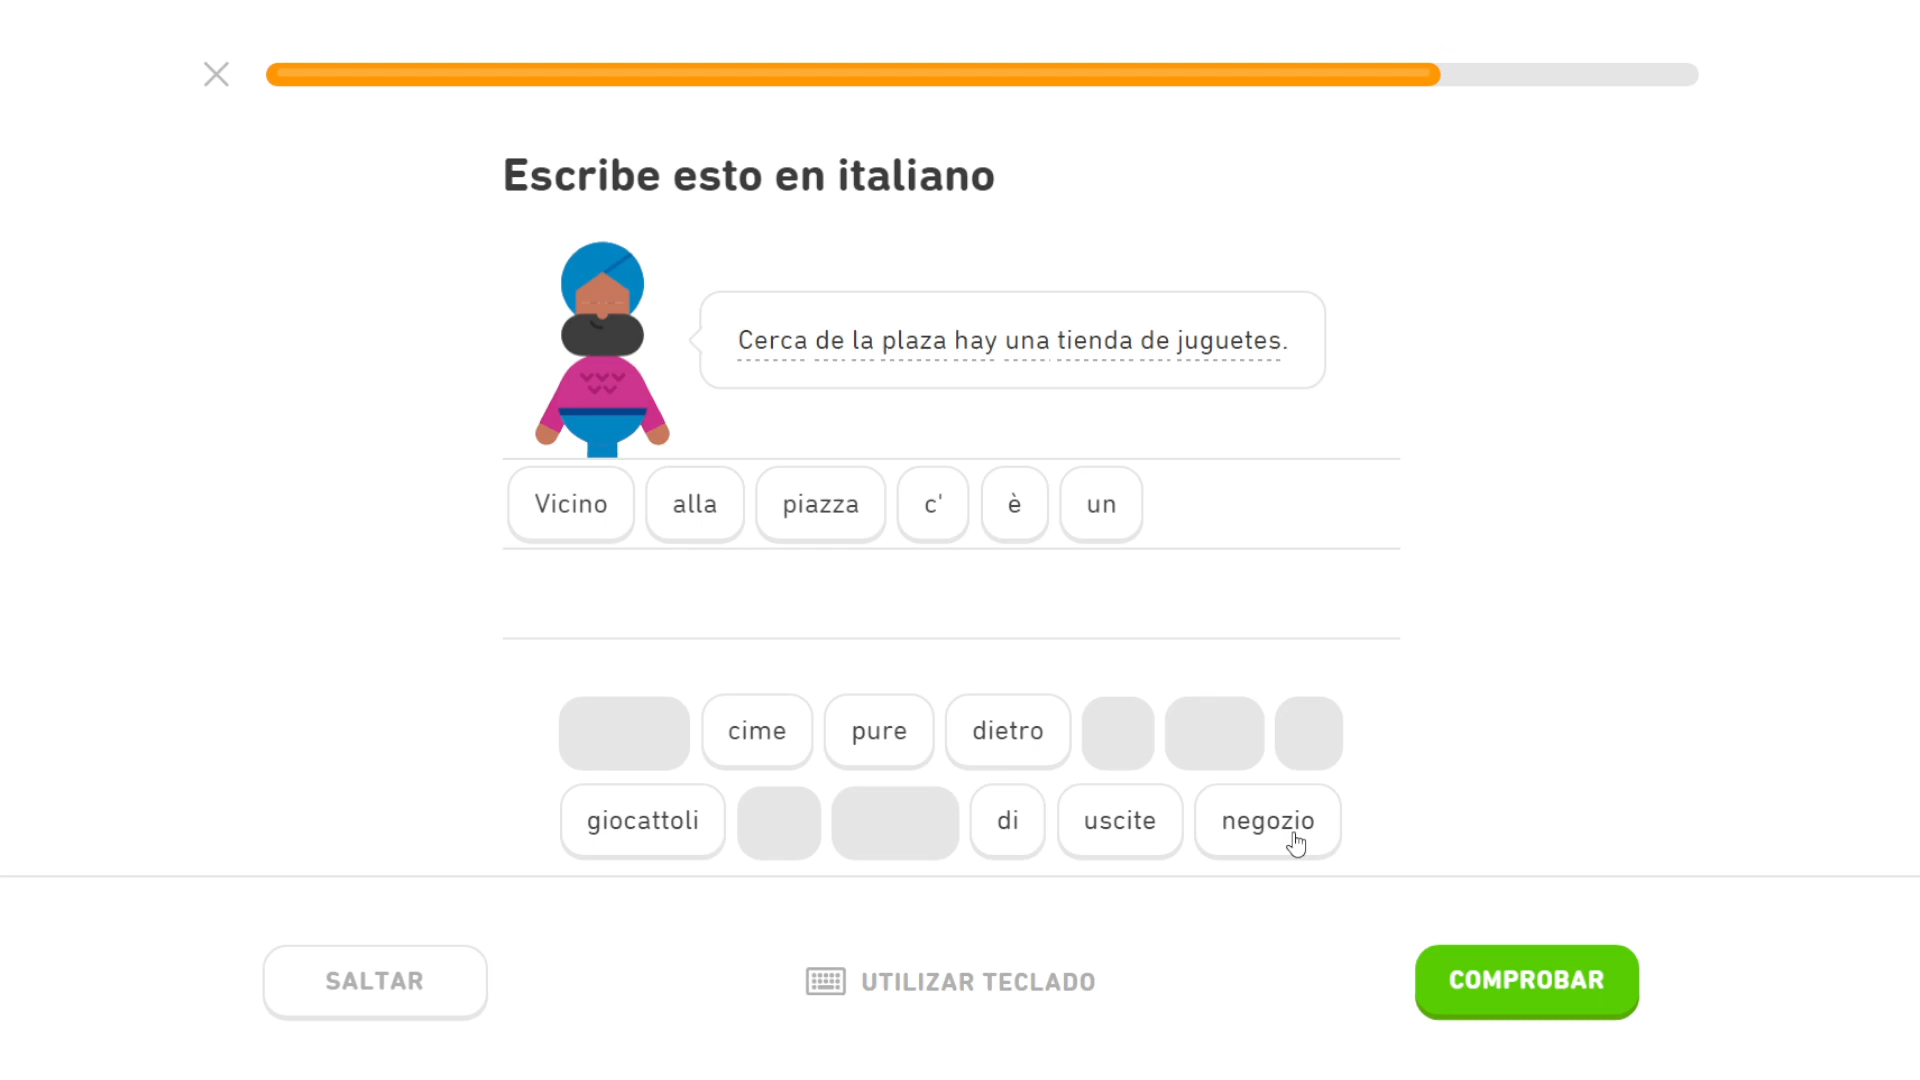 Escribe esto en italiano
Cerca de la plaza hay una tienda de juguetes.
Vicino alla piazza c' è un
cime pure dietro
giocattoli di uscite negozio
SALTAR UTILIZAR TECLADO COMPROBAR